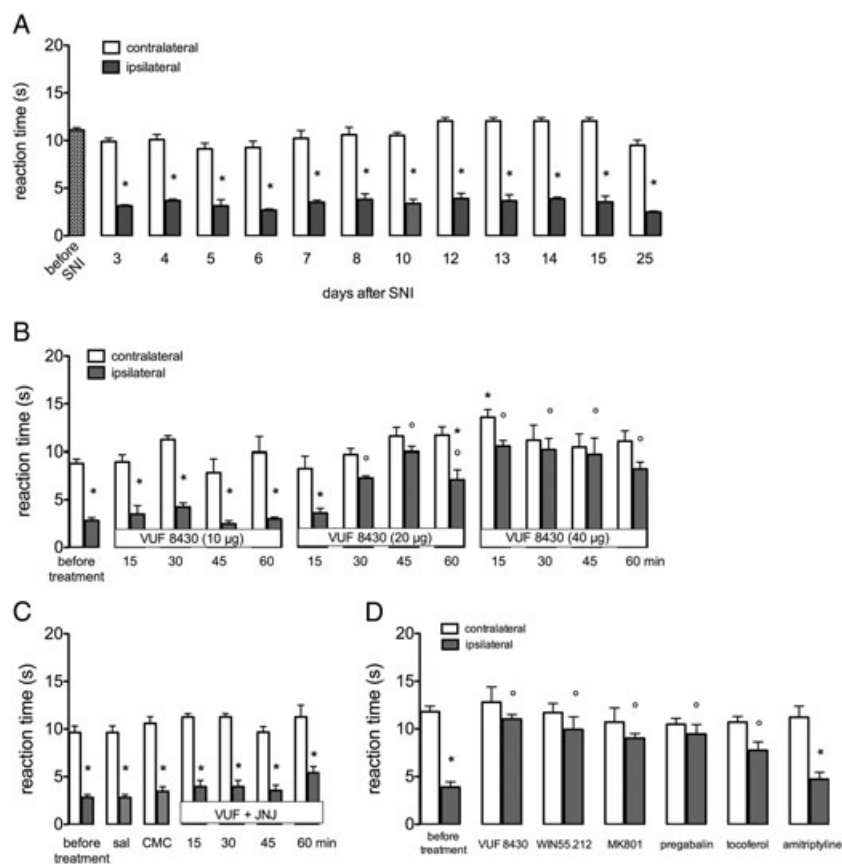 A
20
15
10
5
0
reaction time (s)
contralateral
ipsilateral
* * * * * * * * * * * *
before SNI
3 4 5 6 7 8 10 12 13 14 15 25
days after SNI
B
20
15
10
5
0
reaction time (s)
contralateral
ipsilateral
VUF 8430 (10 µg)
VUF 8430 (20 µg)
VUF 8430 (40 µg)
before 15 30 45 60 15 30 45 60 15 30 45 60 min
treatment
C
20
15
10
5
0
reaction time (s)
VUF + JNJ
before sal CMC 15 30 45 60 min
treatment
D
20
15
10
5
0
reaction time (s)
contralateral
ipsilateral
before VUF 8430 WIN55.212 MK801 pregabalin tocoferol amitriptyline
treatment